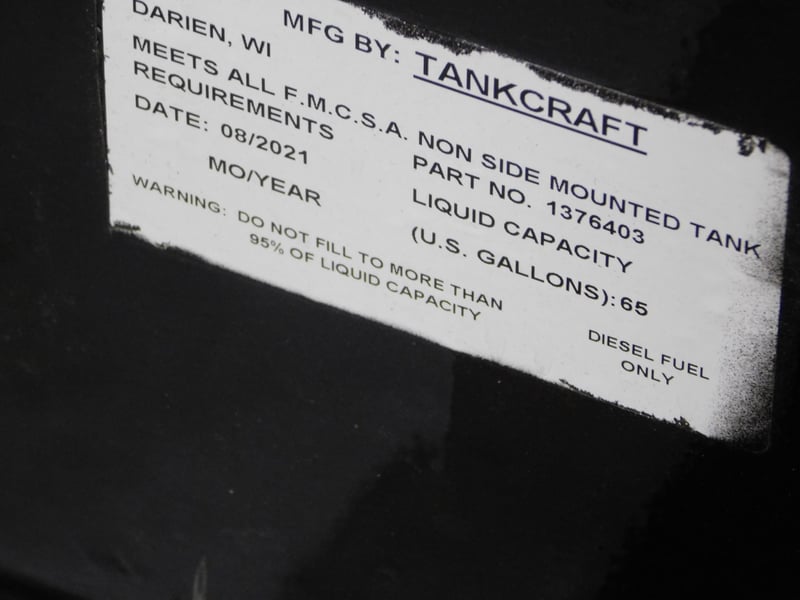 MFG BY: TANKCRAFT
DARIEN, WI
MEETS ALL F.M.C.S.A. NON SIDE MOUNTED TANK
REQUIREMENTS
PART NO. 1376403
DATE: 08/2021
LIQUID CAPACITY
MO/YEAR
(U.S. GALLONS): 65
WARNING: DO NOT FILL TO MORE THAN
95% OF LIQUID CAPACITY
DIESEL FUEL
ONLY